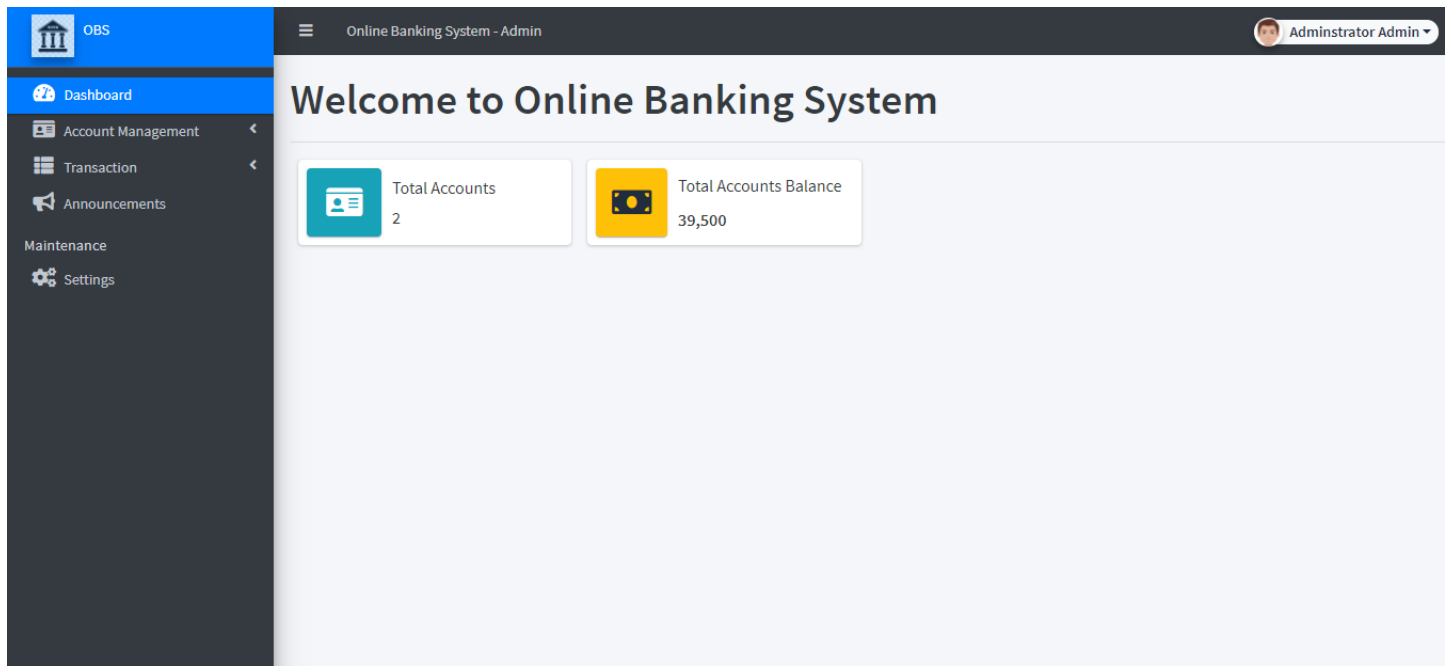 OBS
Online Banking System - Admin
Adminstrator Admin
Dashboard
Account Management
Transaction
Announcements
Maintenance
Settings
Welcome to Online Banking System
Total Accounts
2
Total Accounts Balance
39,500